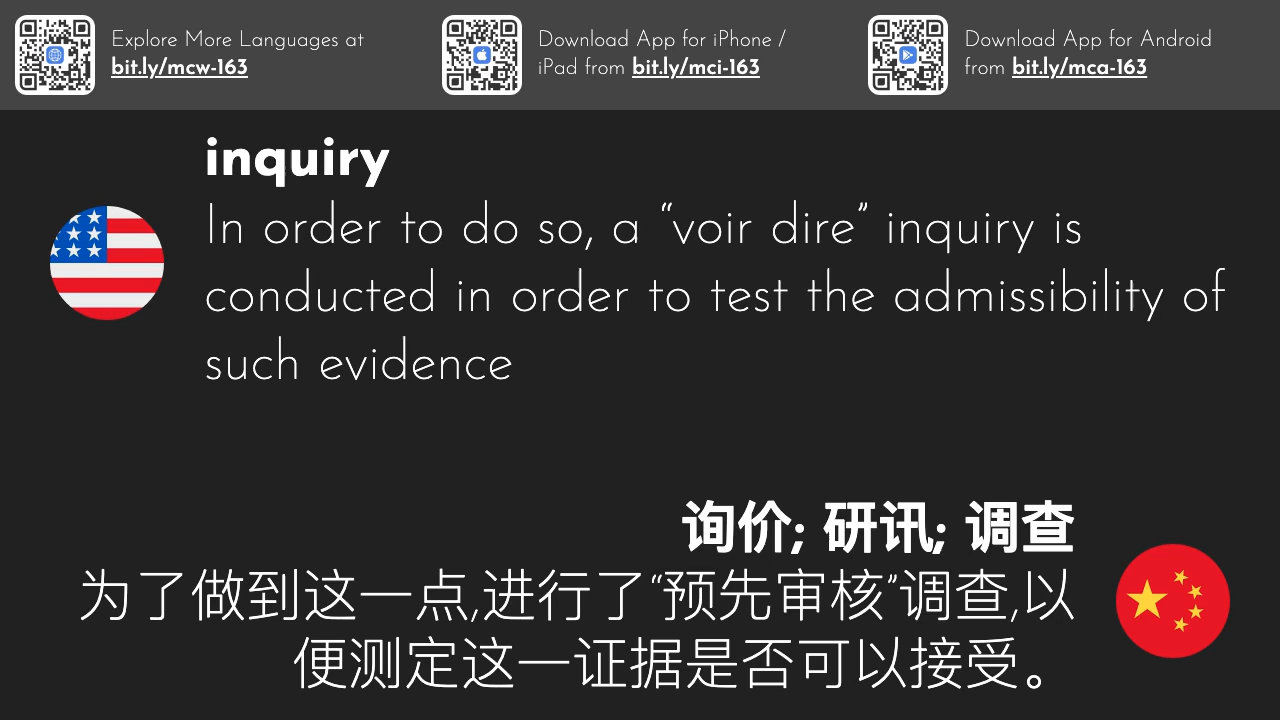 Explore More Languages at
bit.ly/mcw-163
Download App for iPhone /
iPad from bit.ly/mci-163
Download App for Android
from bit.ly/mca-163
inquiry
In order to do so, a “voir dire” inquiry is
conducted in order to test the admissibility of
such evidence
询价; 研讯; 调查
为了做到这一点,进行了“预先审核”调查,以
便测定这一证据是否可以接受。